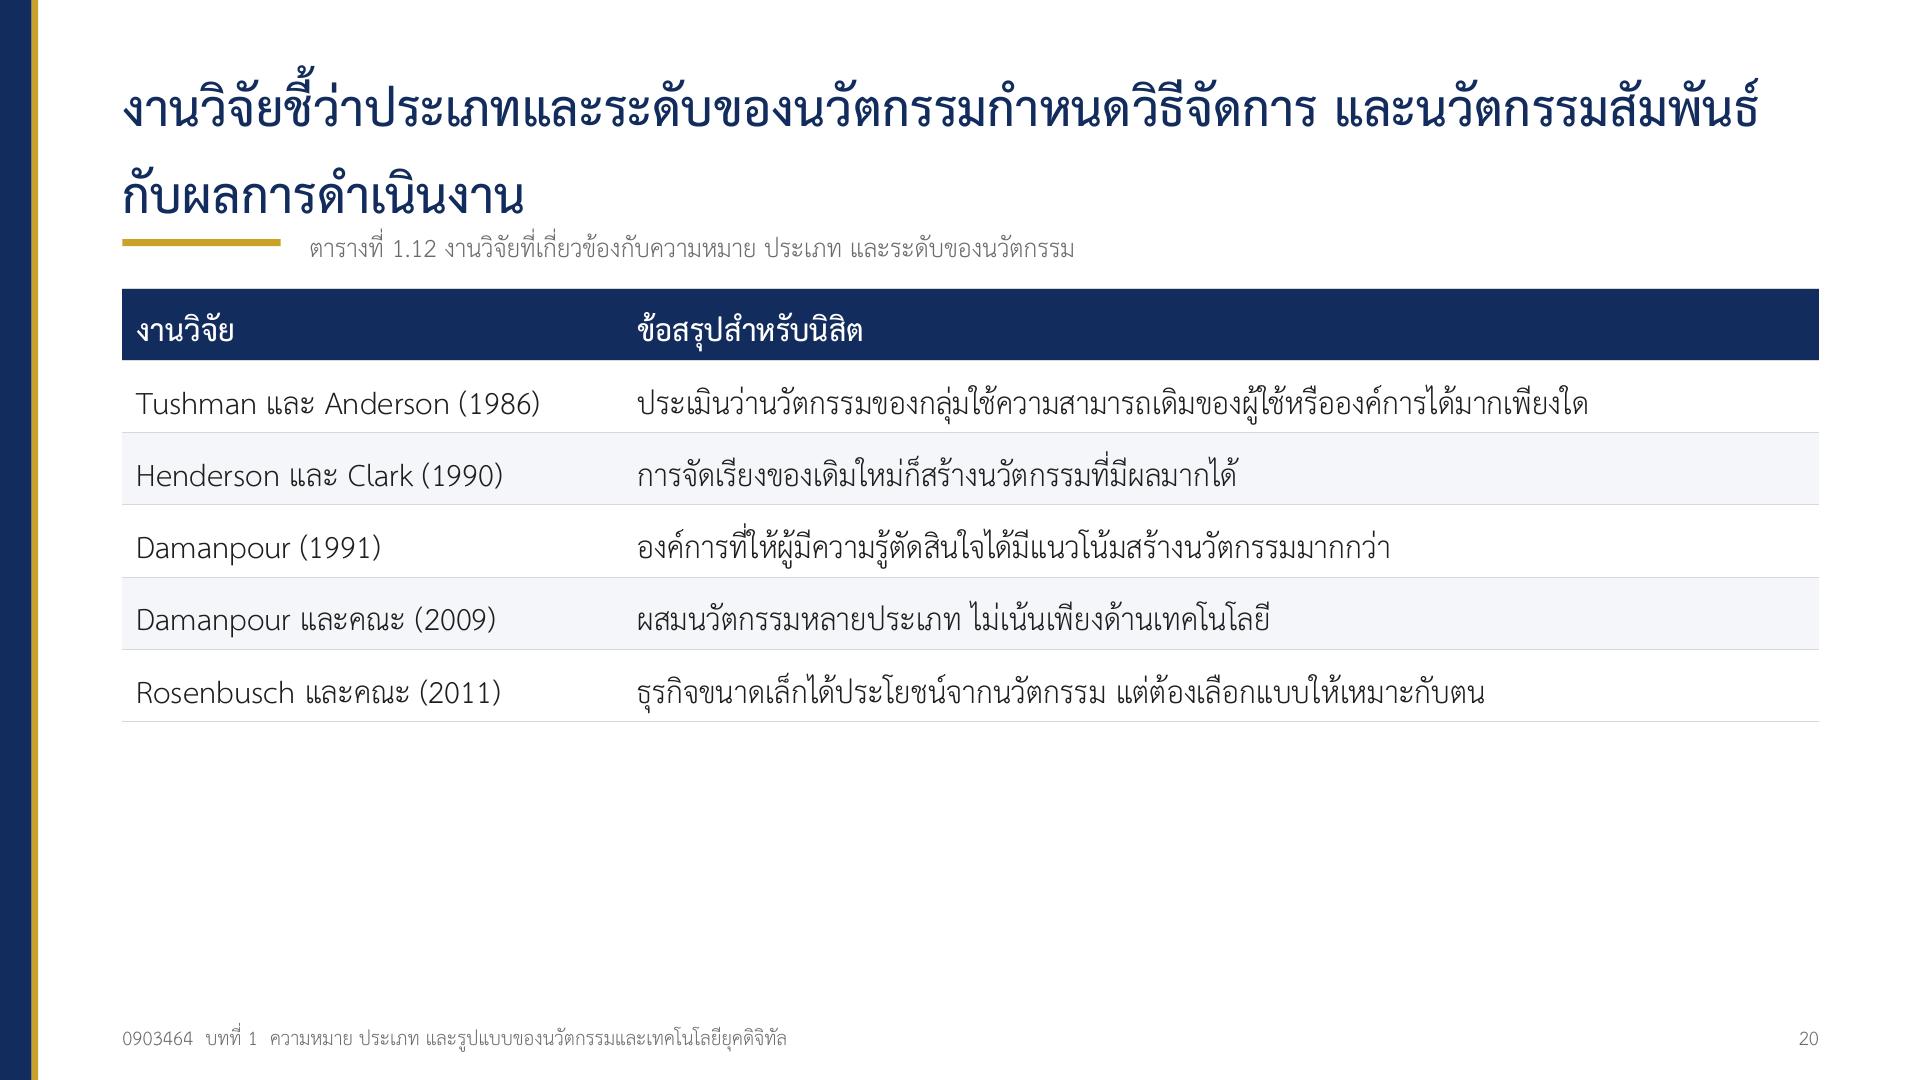 งานวิจัยชี้ว่าประเภทและระดับของนวัตกรรมกำหนดวิธีจัดการ และนวัตกรรมสัมพันธ์
กับผลการดำเนินงาน
ตารางที่ 1.12 งานวิจัยที่เกี่ยวข้องกับความหมาย ประเภท และระดับของนวัตกรรม
งานวิจัย ข้อสรุปสำหรับนิสิต
Tushman และ Anderson (1986) ประเมินว่านวัตกรรมของกลุ่มใช้ความสามารถเดิมของผู้ใช้หรือองค์การได้มากเพียงใด
Henderson และ Clark (1990) การจัดเรียงของเดิมใหม่ก็สร้างนวัตกรรมที่มีผลมากได้
Damanpour (1991) องค์การที่ให้ผู้มีความรู้ตัดสินใจได้มีแนวโน้มสร้างนวัตกรรมมากกว่า
Damanpour และคณะ (2009) ผสมนวัตกรรมหลายประเภท ไม่เน้นเพียงด้านเทคโนโลยี
Rosenbusch และคณะ (2011) ธุรกิจขนาดเล็กได้ประโยชน์จากนวัตกรรม แต่ต้องเลือกแบบให้เหมาะกับตน
0903464 บทที่ 1 ความหมาย ประเภท และรูปแบบของนวัตกรรมและเทคโนโลยียุคดิจิทัล 20